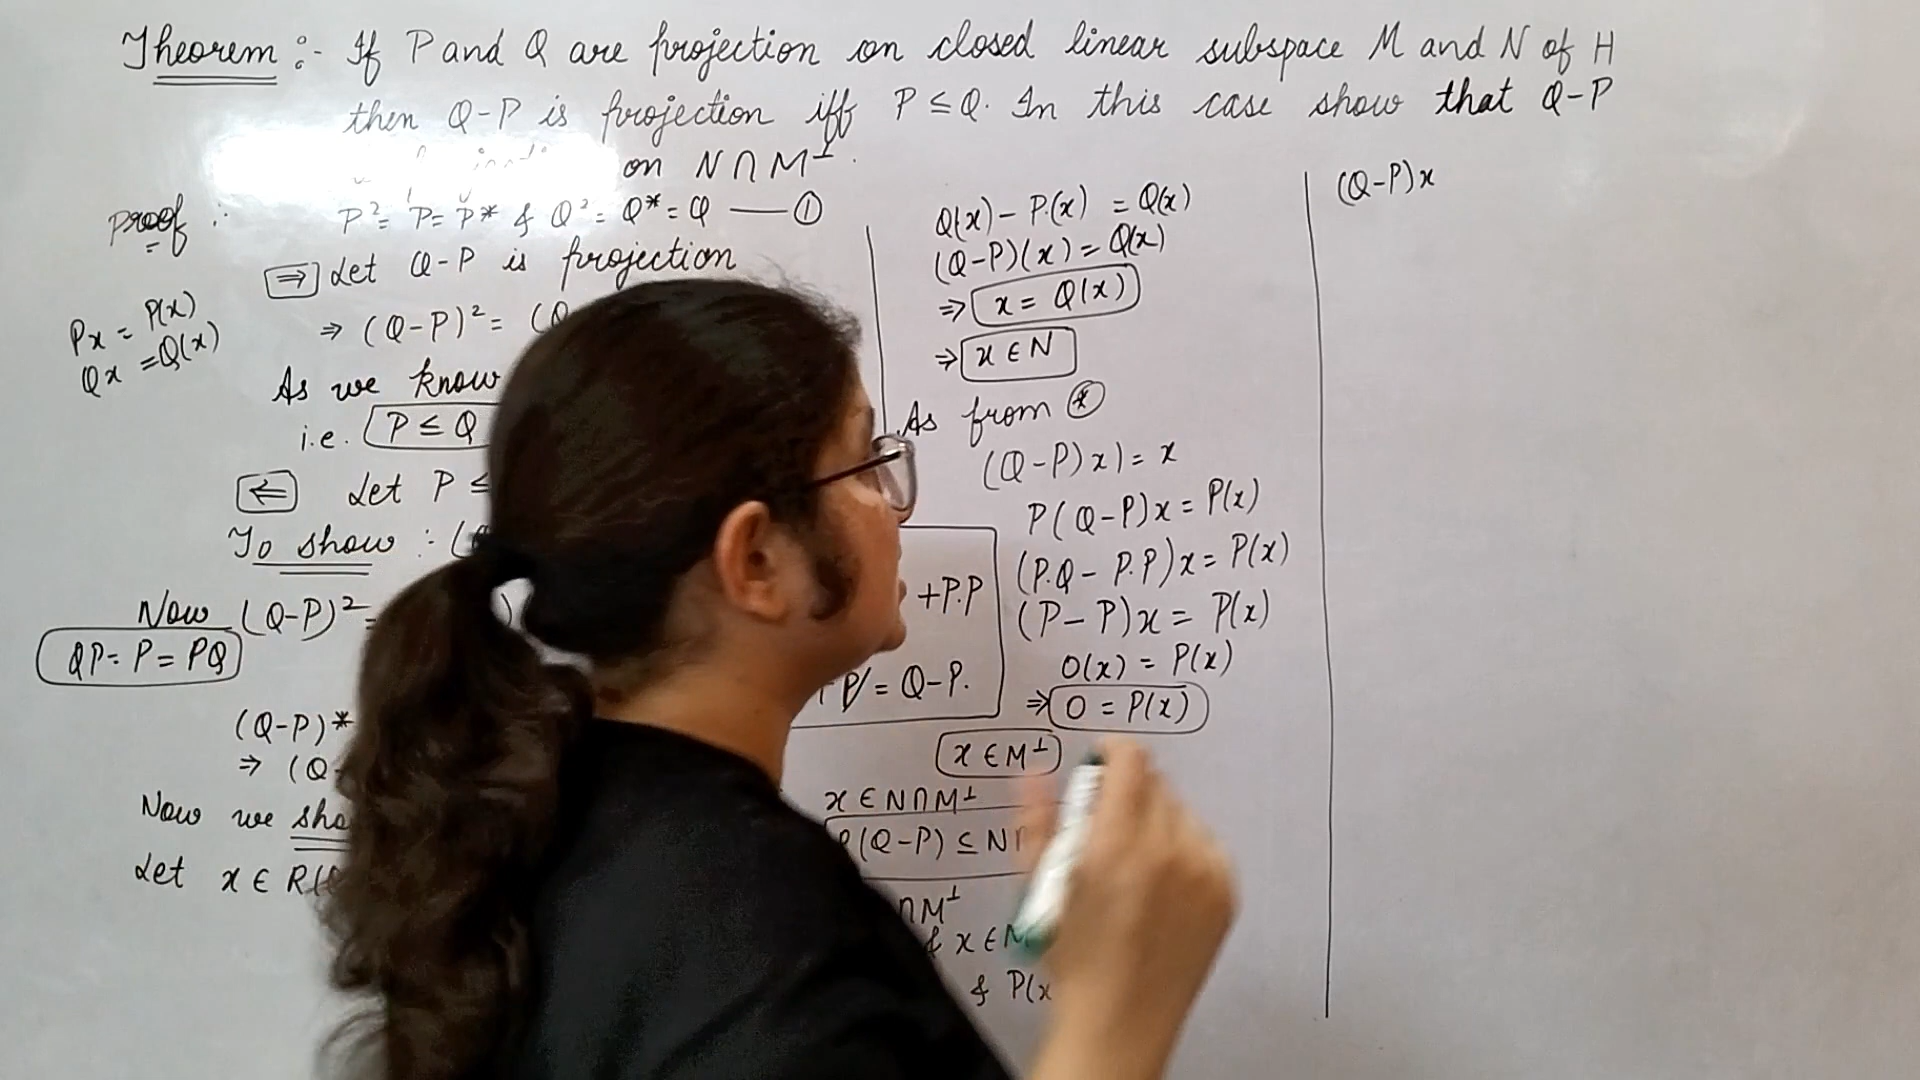 Theorem :- If P and Q are projection on closed linear subspace M and N of H
then Q-P is projection iff P ≤ Q. In this case show that Q-P
on N∩M⊥.
Proof :
P² = P = P* & Q² = Q* = Q — ①
[⇒] Let Q-P is projection
Px = P(x)
Qx = Q(x)
⇒ (Q-P)² = (Q
As we know
i.e. P ≤ Q
[⇐] Let P ≤
To show :- (
Now (Q-P)² =
QP = P = PQ
+P.P
= Q-P.
(Q-P)*
⇒ (Q-
Now we
Let x ∈ R(
Q(x) - P(x) = Q(x)
(Q-P)(x) = Q(x)
⇒ x = Q(x)
⇒ x ∈ N
As from ⊛
(Q-P)x) = x
P(Q-P)x = P(x)
(P.Q - P.P)x = P(x)
(P-P)x = P(x)
0(x) = P(x)
⇒ 0 = P(x)
x ∈ M⊥
x ∈ N∩M⊥
(Q-P) ⊆ N∩
∩M⊥
& x ∈ M
& P(x
(Q-P)x